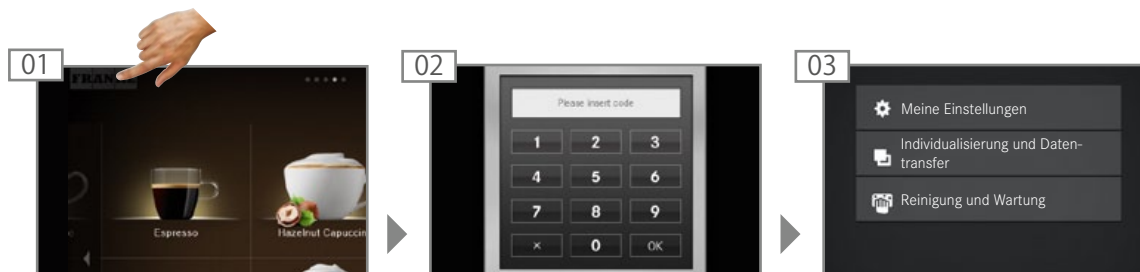 01
FRAN
Espresso
Hazelnut Capuccin
02
Please insert code
1 2 3
4 5 6
7 8 9
× 0 OK
03
Meine Einstellungen
Individualisierung und Daten-
transfer
Reinigung und Wartung